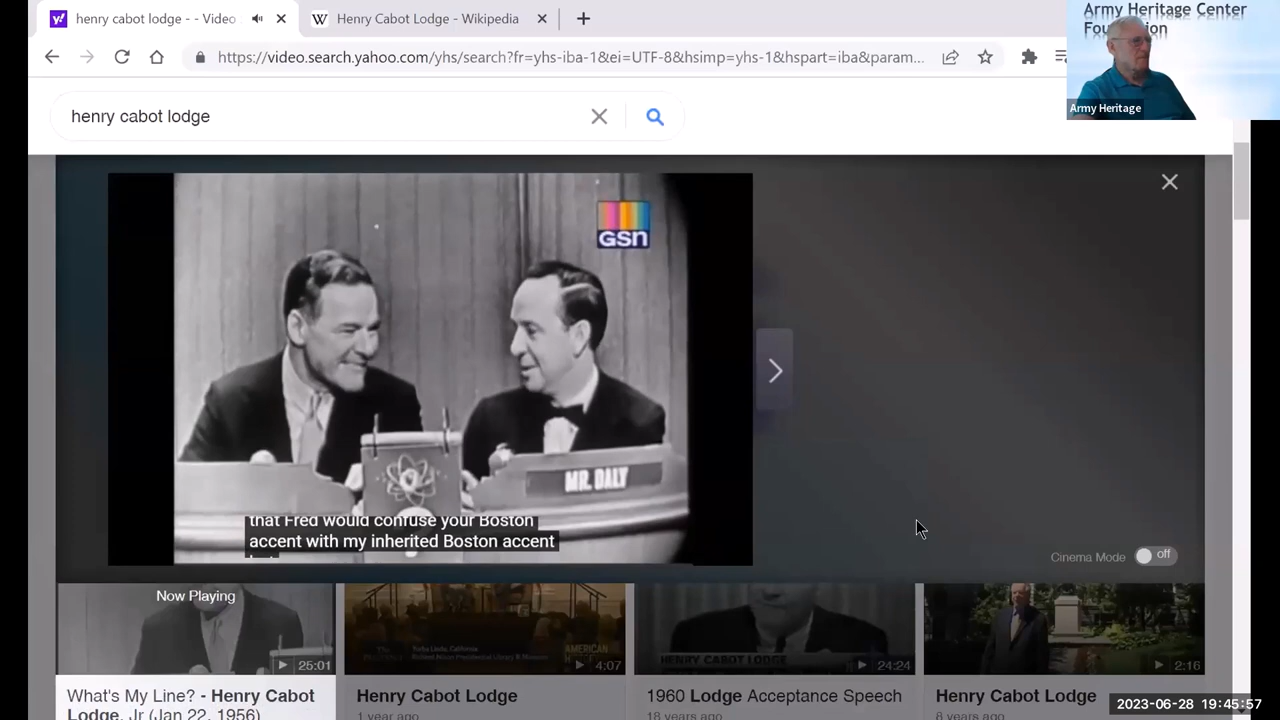 henry cabot lodge - - Video
Henry Cabot Lodge - Wikipedia
https://video.search.yahoo.com/yhs/search?fr=yhs-iba-1&ei=UTF-8&hsimp=yhs-1&hspart=iba&param...
Army Heritage Center
Army Heritage
henry cabot lodge
GSN
MR. DALY
that Fred would confuse your Boston
accent with my inherited Boston accent
Cinema Mode off
Now Playing
25:01
Yorba Linda, California
AMERICAN
4:07
HENRY CABOT LODGE
24:24
2:16
What's My Line? - Henry Cabot
Lodge, Jr (Jan 22, 1956)
Henry Cabot Lodge
1 year ago
1960 Lodge Acceptance Speech
18 years ago
Henry Cabot Lodge
6 years ago
2023-06-28 19:45:57